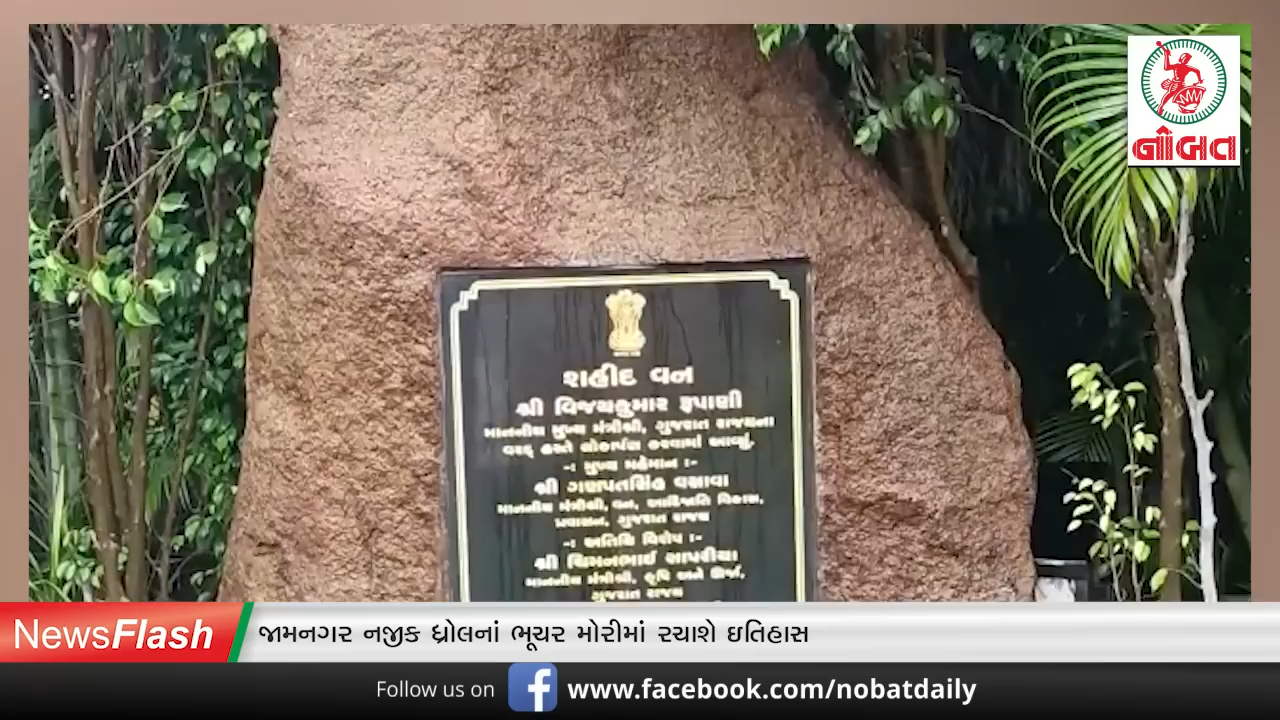 નોબત
શહીદ વન
શ્રી વિજયકુમાર રૂપાણી
માનનીય મુખ્ય મંત્રીશ્રી, ગુજરાત રાજ્યના
વરદ્ હસ્તે લોકાર્પણ કરવામાં આવ્યું.
-: મુખ્ય મહેમાન :-
શ્રી ગણપતસિંહ વસાવા
માનનીય મંત્રીશ્રી, વન, આદિજાતિ વિકાસ,
પ્રવાસન, ગુજરાત રાજ્ય
-: અતિથિ વિશેષ :-
શ્રી ચિમનભાઈ સાપરીયા
માનનીય મંત્રીશ્રી, કૃષિ અને ઊર્જા,
ગુજરાત રાજ્ય
NewsFlash
જામનગર નજીક ધ્રોલનાં ભૂચર મોરીમાં રચાશે ઇતિહાસ
Follow us on
www.facebook.com/nobatdaily